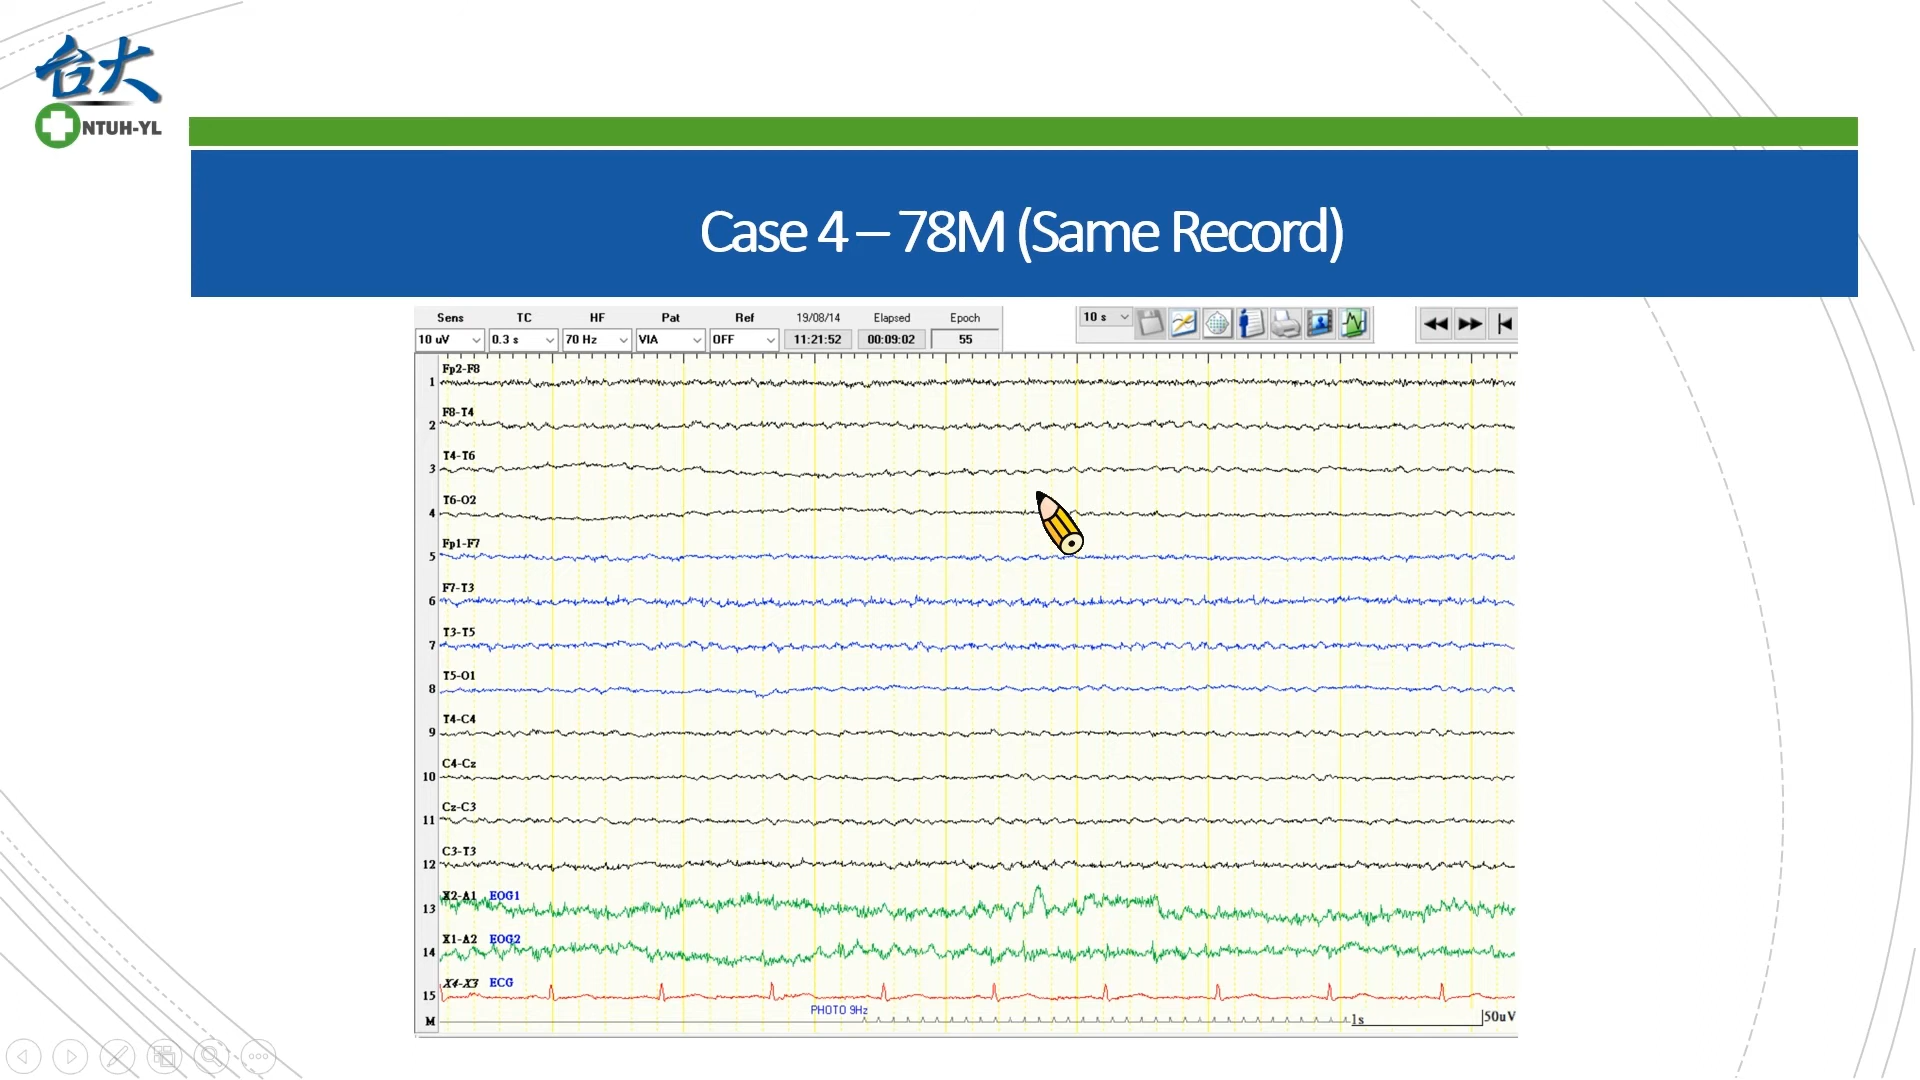 台大
NTUH-YL
Case 4 – 78M (Same Record)
Sens TC HF Pat Ref 19/08/14 Elapsed Epoch
10 uV 0.3 s 70 Hz VIA OFF 11:21:52 00:09:02 55
10 s
Fp2-F8
1
F8-T4
2
T4-T6
3
T6-O2
4
Fp1-F7
5
F7-T3
6
T3-T5
7
T5-O1
8
T4-C4
9
C4-Cz
10
Cz-C3
11
C3-T3
12
X2-A1 EOG1
13
X1-A2 EOG2
14
X4-X3 ECG
15
PHOTO 9Hz
M
1s
50uV